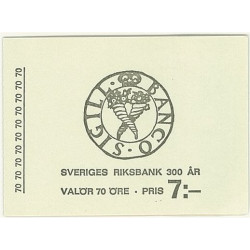 BANCO · SIGILL ·
SVERIGES RIKSBANK 300 ÅR
VALÖR 70 ÖRE · PRIS 7:–
70 70 70 70 70 70 70 70 70 70